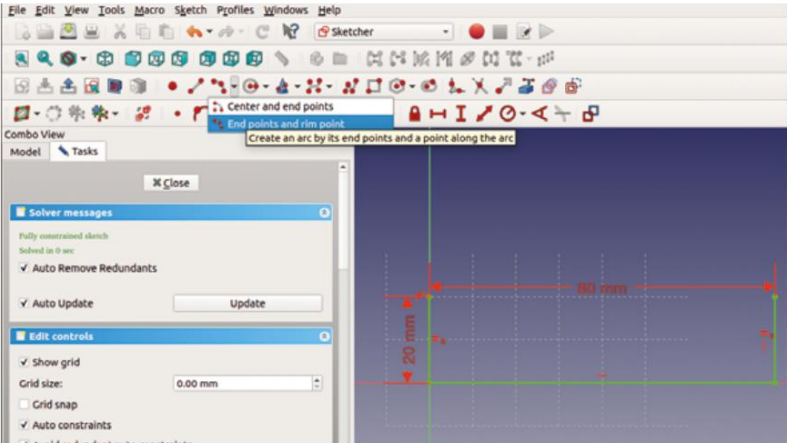 File Edit View Tools Macro Sketch Profiles Windows Help
Sketcher
Center and end points
End points and rim point
Create an arc by its end points and a point along the arc
Combo View
Model Tasks
Close
Solver messages
Fully constrained sketch
Solved in 0 sec
Auto Remove Redundants
Auto Update Update
Edit controls
Show grid
Grid size: 0.00 mm
Grid snap
Auto constraints
80 mm
20 mm